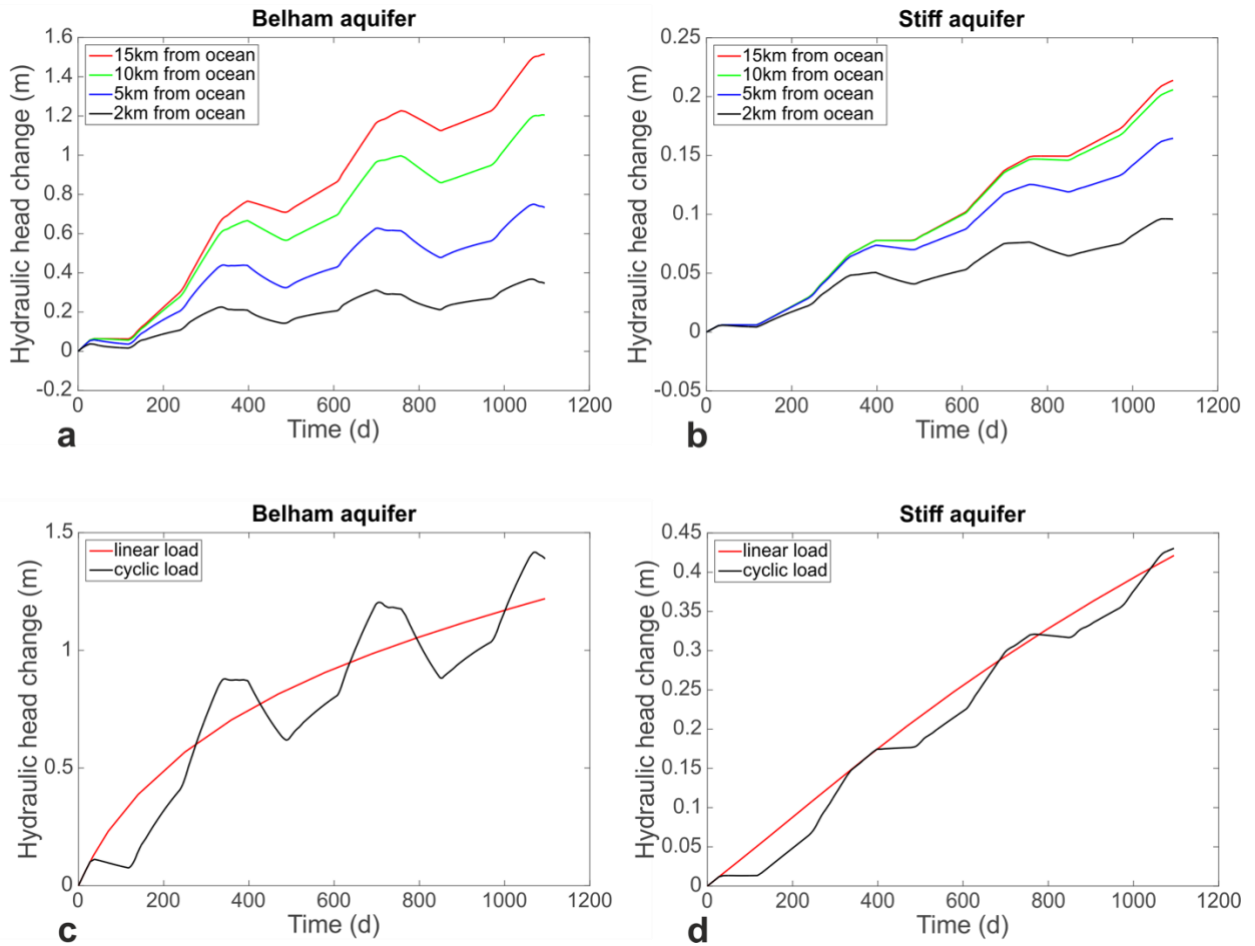 Belham aquifer
1.6
1.4
1.2
1
0.8
0.6
0.4
0.2
0
-0.2
Hydraulic head change (m)
15km from ocean
10km from ocean
5km from ocean
2km from ocean
0 200 400 600 800 1000 1200
Time (d)
a
Stiff aquifer
0.25
0.2
0.15
0.1
0.05
0
-0.05
Hydraulic head change (m)
15km from ocean
10km from ocean
5km from ocean
2km from ocean
0 200 400 600 800 1000 1200
Time (d)
b
Belham aquifer
1.5
1
0.5
0
Hydraulic head change (m)
linear load
cyclic load
0 200 400 600 800 1000 1200
Time (d)
c
Stiff aquifer
0.45
0.4
0.35
0.3
0.25
0.2
0.15
0.1
0.05
0
Hydraulic head change (m)
linear load
cyclic load
0 200 400 600 800 1000 1200
Time (d)
d